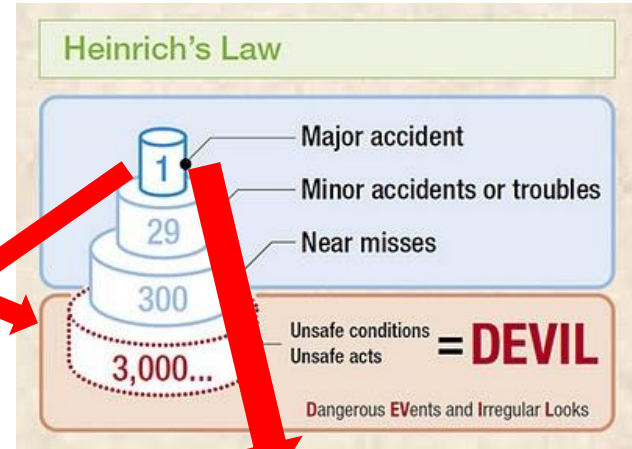 Heinrich's Law
1
Major accident
29
Minor accidents or troubles
300
Near misses
3,000...
Unsafe conditions
Unsafe acts
= DEVIL
Dangerous EVents and Irregular Looks